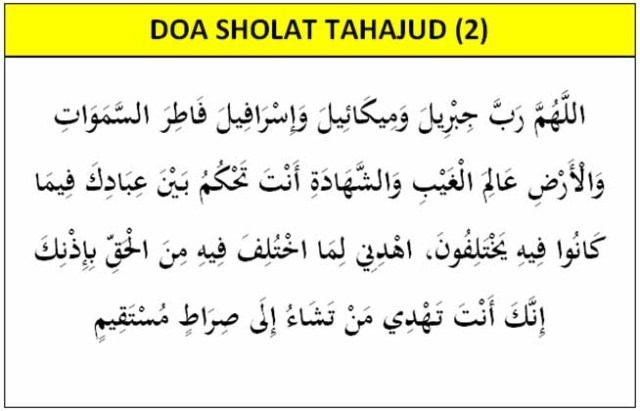 DOA SHOLAT TAHAJUD (2)
اللَّهُمَّ رَبَّ جِبْرِيلَ وَمِيكَائِيلَ وَإِسْرَافِيلَ فَاطِرَ السَّمَوَاتِ
وَالْأَرْضِ عَالِمَ الْغَيْبِ وَالشَّهَادَةِ أَنْتَ تَحْكُمُ بَيْنَ عِبَادِكَ فِيمَا
كَانُوا فِيهِ يَخْتَلِفُونَ، اهْدِنِي لِمَا اخْتُلِفَ فِيهِ مِنَ الْحَقِّ بِإِذْنِكَ
إِنَّكَ أَنْتَ تَهْدِي مَنْ تَشَاءُ إِلَى صِرَاطٍ مُسْتَقِيمٍ